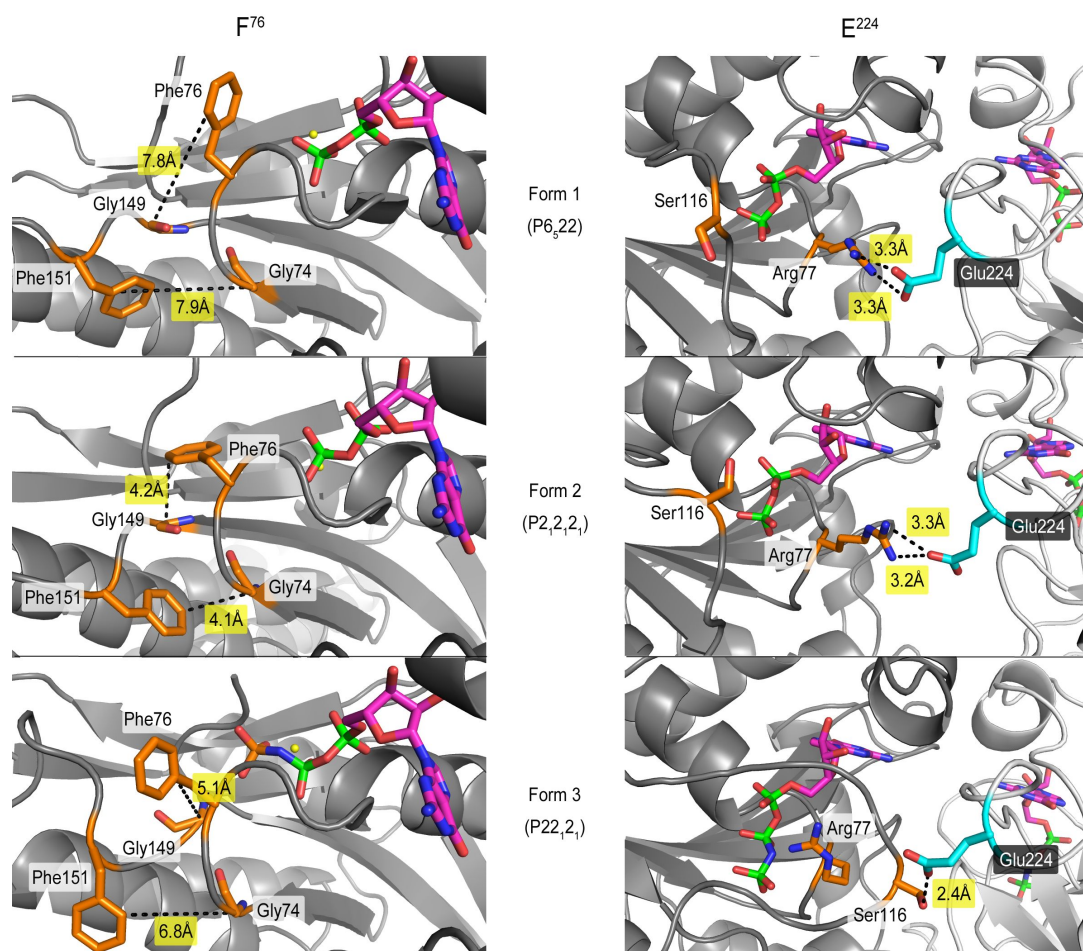 F⁷⁶
E²²⁴
Phe76
7.8Å
Gly149
Phe151
Gly74
7.9Å
Form 1
(P6₅22)
Ser116
Arg77
3.3Å
3.3Å
Glu224
Phe76
4.2Å
Gly149
Phe151
Gly74
4.1Å
Form 2
(P2₁2₁2₁)
Ser116
Arg77
3.3Å
3.2Å
Glu224
Phe76
5.1Å
Gly149
Phe151
Gly74
6.8Å
Form 3
(P22₁2₁)
Arg77
Glu224
Ser116
2.4Å